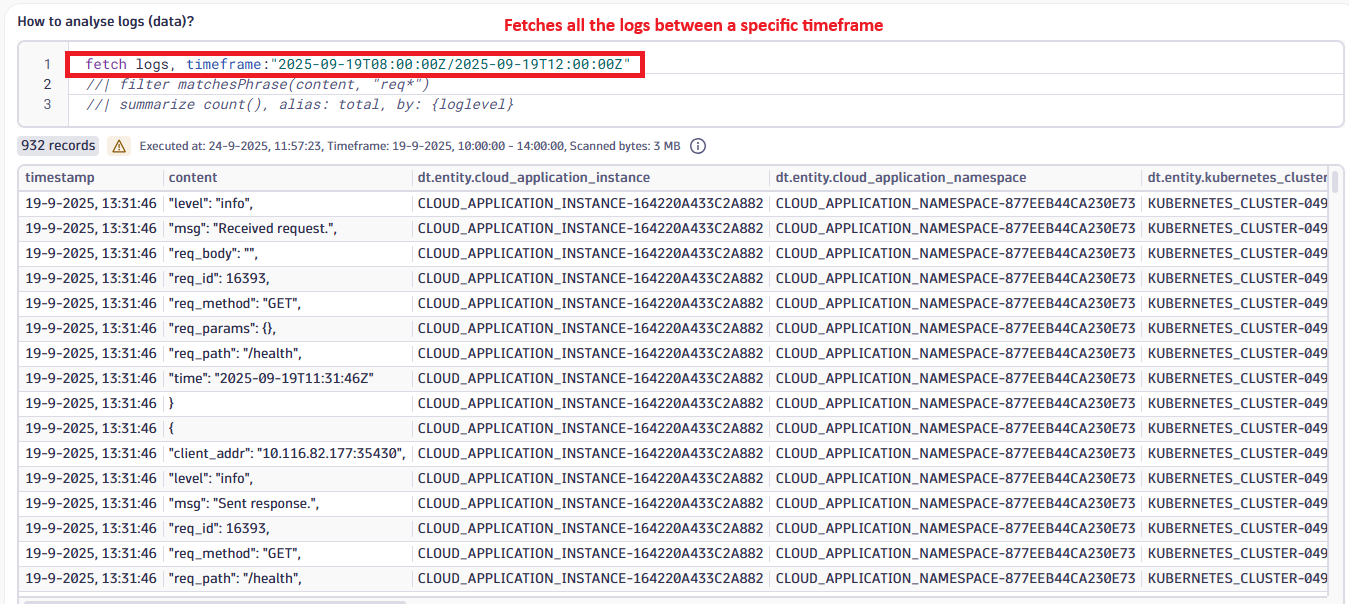 How to analyse logs (data)?
Fetches all the logs between a specific timeframe
1 fetch logs, timeframe:"2025-09-19T08:00:00Z/2025-09-19T12:00:00Z"
2 //| filter matchesPhrase(content, "req*")
3 //| summarize count(), alias: total, by: {loglevel}
932 records Executed at: 24-9-2025, 11:57:23, Timeframe: 19-9-2025, 10:00:00 - 14:00:00, Scanned bytes: 3 MB
timestamp content dt.entity.cloud_application_instance dt.entity.cloud_application_namespace dt.entity.kubernetes_cluster
19-9-2025, 13:31:46 "level": "info", CLOUD_APPLICATION_INSTANCE-164220A433C2A882 CLOUD_APPLICATION_NAMESPACE-877EEB44CA230E73 KUBERNETES_CLUSTER-049
19-9-2025, 13:31:46 "msg": "Received request.", CLOUD_APPLICATION_INSTANCE-164220A433C2A882 CLOUD_APPLICATION_NAMESPACE-877EEB44CA230E73 KUBERNETES_CLUSTER-049
19-9-2025, 13:31:46 "req_body": "", CLOUD_APPLICATION_INSTANCE-164220A433C2A882 CLOUD_APPLICATION_NAMESPACE-877EEB44CA230E73 KUBERNETES_CLUSTER-049
19-9-2025, 13:31:46 "req_id": 16393, CLOUD_APPLICATION_INSTANCE-164220A433C2A882 CLOUD_APPLICATION_NAMESPACE-877EEB44CA230E73 KUBERNETES_CLUSTER-049
19-9-2025, 13:31:46 "req_method": "GET", CLOUD_APPLICATION_INSTANCE-164220A433C2A882 CLOUD_APPLICATION_NAMESPACE-877EEB44CA230E73 KUBERNETES_CLUSTER-049
19-9-2025, 13:31:46 "req_params": {}, CLOUD_APPLICATION_INSTANCE-164220A433C2A882 CLOUD_APPLICATION_NAMESPACE-877EEB44CA230E73 KUBERNETES_CLUSTER-049
19-9-2025, 13:31:46 "req_path": "/health", CLOUD_APPLICATION_INSTANCE-164220A433C2A882 CLOUD_APPLICATION_NAMESPACE-877EEB44CA230E73 KUBERNETES_CLUSTER-049
19-9-2025, 13:31:46 "time": "2025-09-19T11:31:46Z" CLOUD_APPLICATION_INSTANCE-164220A433C2A882 CLOUD_APPLICATION_NAMESPACE-877EEB44CA230E73 KUBERNETES_CLUSTER-049
19-9-2025, 13:31:46 } CLOUD_APPLICATION_INSTANCE-164220A433C2A882 CLOUD_APPLICATION_NAMESPACE-877EEB44CA230E73 KUBERNETES_CLUSTER-049
19-9-2025, 13:31:46 { CLOUD_APPLICATION_INSTANCE-164220A433C2A882 CLOUD_APPLICATION_NAMESPACE-877EEB44CA230E73 KUBERNETES_CLUSTER-049
19-9-2025, 13:31:46 "client_addr": "10.116.82.177:35430", CLOUD_APPLICATION_INSTANCE-164220A433C2A882 CLOUD_APPLICATION_NAMESPACE-877EEB44CA230E73 KUBERNETES_CLUSTER-049
19-9-2025, 13:31:46 "level": "info", CLOUD_APPLICATION_INSTANCE-164220A433C2A882 CLOUD_APPLICATION_NAMESPACE-877EEB44CA230E73 KUBERNETES_CLUSTER-049
19-9-2025, 13:31:46 "msg": "Sent response.", CLOUD_APPLICATION_INSTANCE-164220A433C2A882 CLOUD_APPLICATION_NAMESPACE-877EEB44CA230E73 KUBERNETES_CLUSTER-049
19-9-2025, 13:31:46 "req_id": 16393, CLOUD_APPLICATION_INSTANCE-164220A433C2A882 CLOUD_APPLICATION_NAMESPACE-877EEB44CA230E73 KUBERNETES_CLUSTER-049
19-9-2025, 13:31:46 "req_method": "GET", CLOUD_APPLICATION_INSTANCE-164220A433C2A882 CLOUD_APPLICATION_NAMESPACE-877EEB44CA230E73 KUBERNETES_CLUSTER-049
19-9-2025, 13:31:46 "req_path": "/health", CLOUD_APPLICATION_INSTANCE-164220A433C2A882 CLOUD_APPLICATION_NAMESPACE-877EEB44CA230E73 KUBERNETES_CLUSTER-049